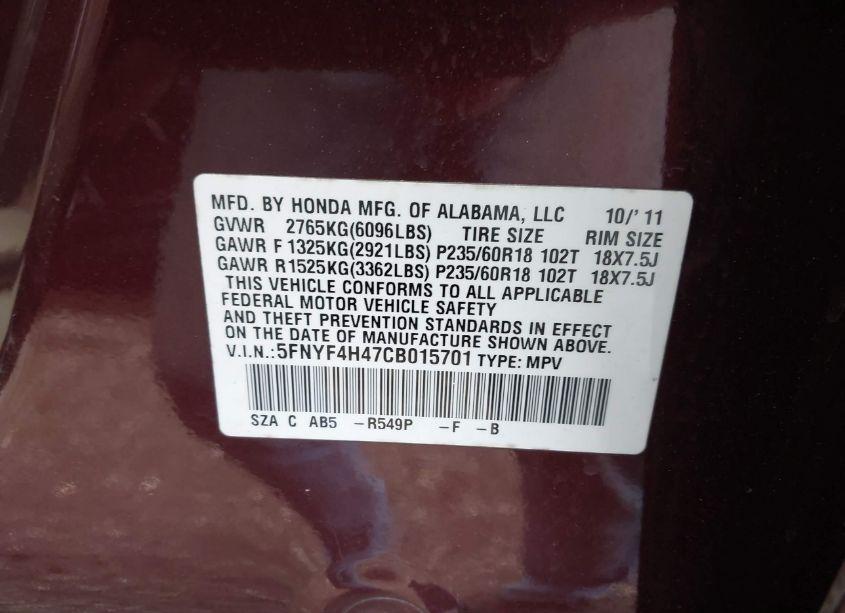 MFD. BY HONDA MFG. OF ALABAMA, LLC 10/' 11
GVWR 2765KG(6096LBS) TIRE SIZE RIM SIZE
GAWR F 1325KG(2921LBS) P235/60R18 102T 18X7.5J
GAWR R1525KG(3362LBS) P235/60R18 102T 18X7.5J
THIS VEHICLE CONFORMS TO ALL APPLICABLE
FEDERAL MOTOR VEHICLE SAFETY
AND THEFT PREVENTION STANDARDS IN EFFECT
ON THE DATE OF MANUFACTURE SHOWN ABOVE.
V.I.N.:5FNYF4H47CB015701 TYPE: MPV
SZA C AB5 -R549P -F -B